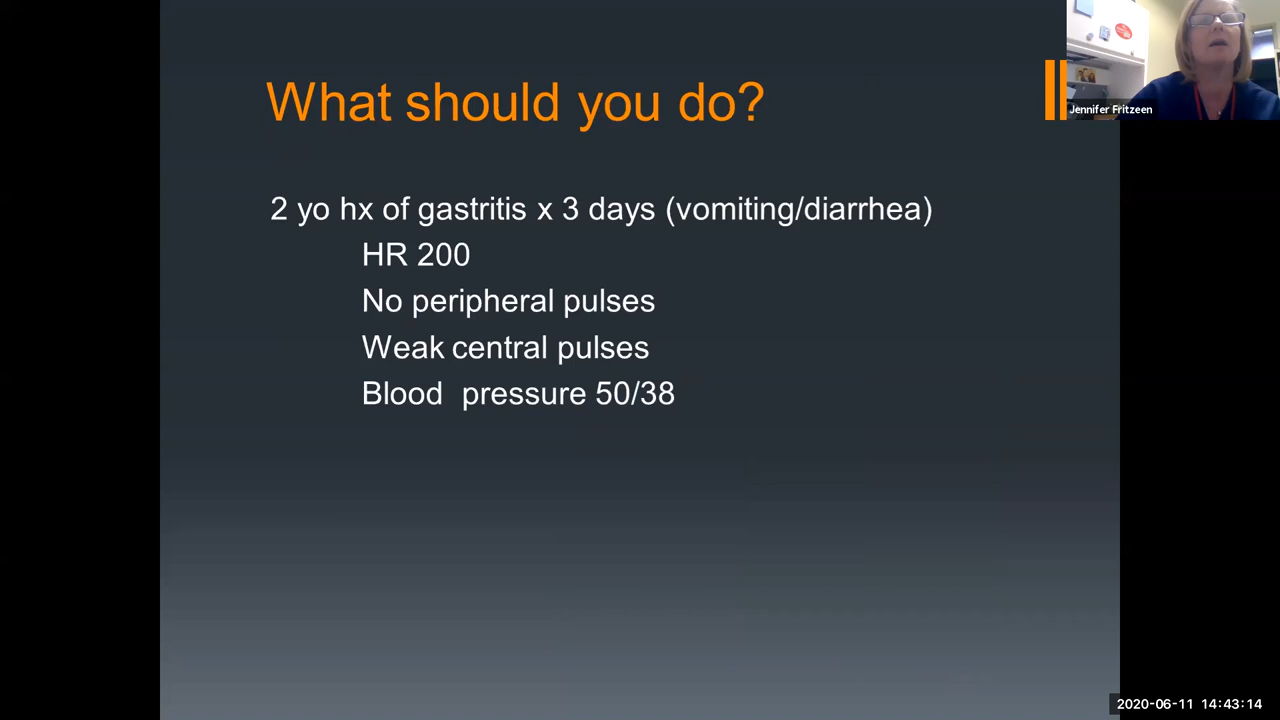 What should you do?
Jennifer Fritzeen
2 yo hx of gastritis x 3 days (vomiting/diarrhea)
HR 200
No peripheral pulses
Weak central pulses
Blood pressure 50/38
2020-06-11 14:43:14